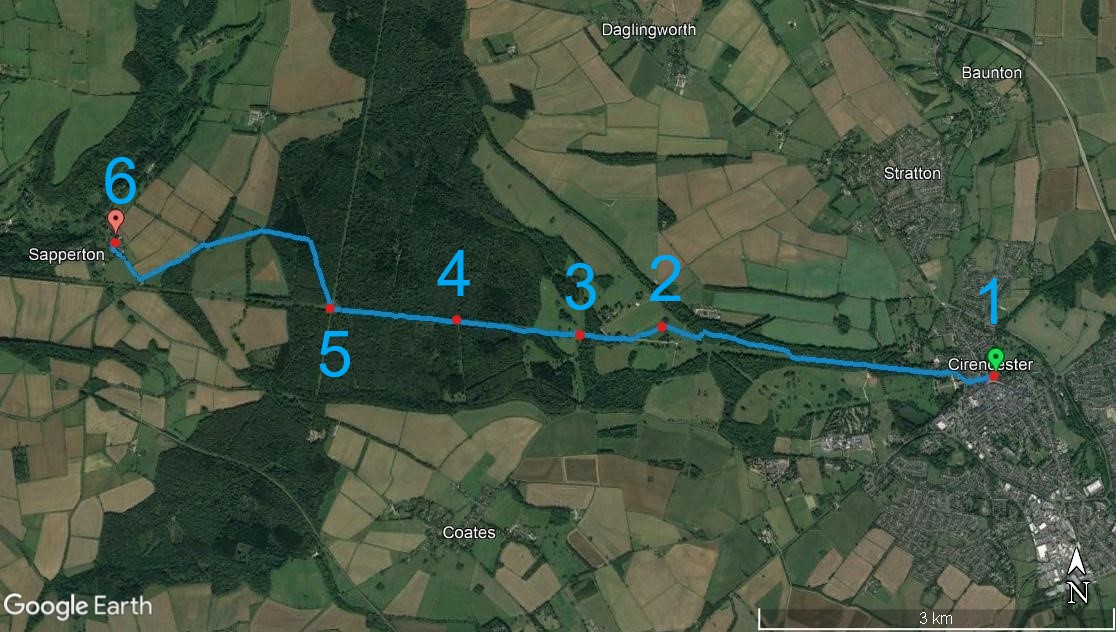 Daglingworth
Baunton
Stratton
6
Sapperton
4
3
2
1
5
Cirencester
Coates
Google Earth
N
3 km